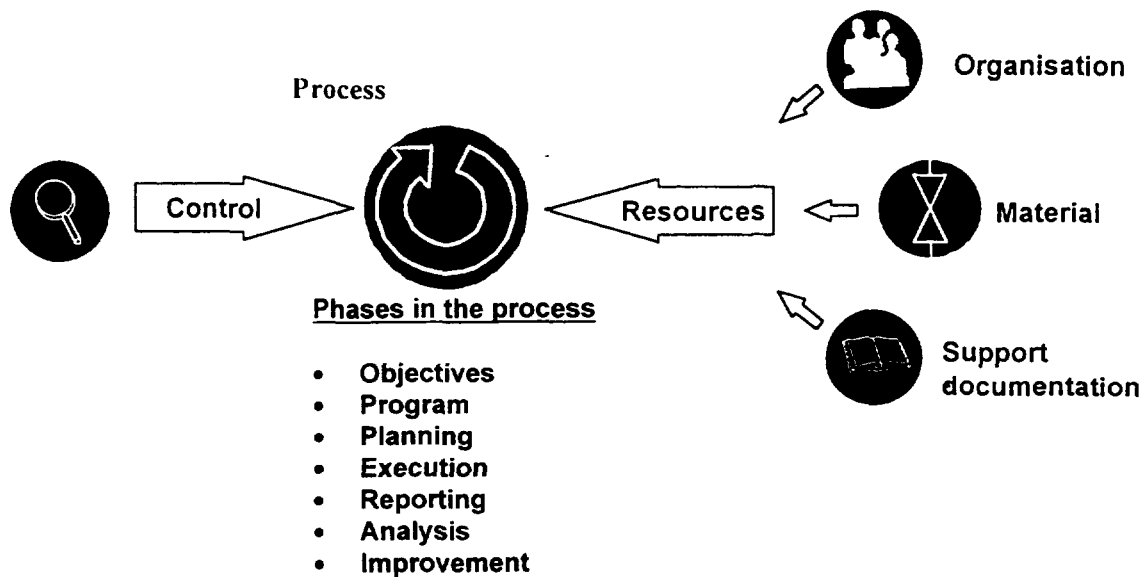 Process
Control
Resources
Organisation
Material
Support
documentation
Phases in the process
• Objectives
• Program
• Planning
• Execution
• Reporting
• Analysis
• Improvement